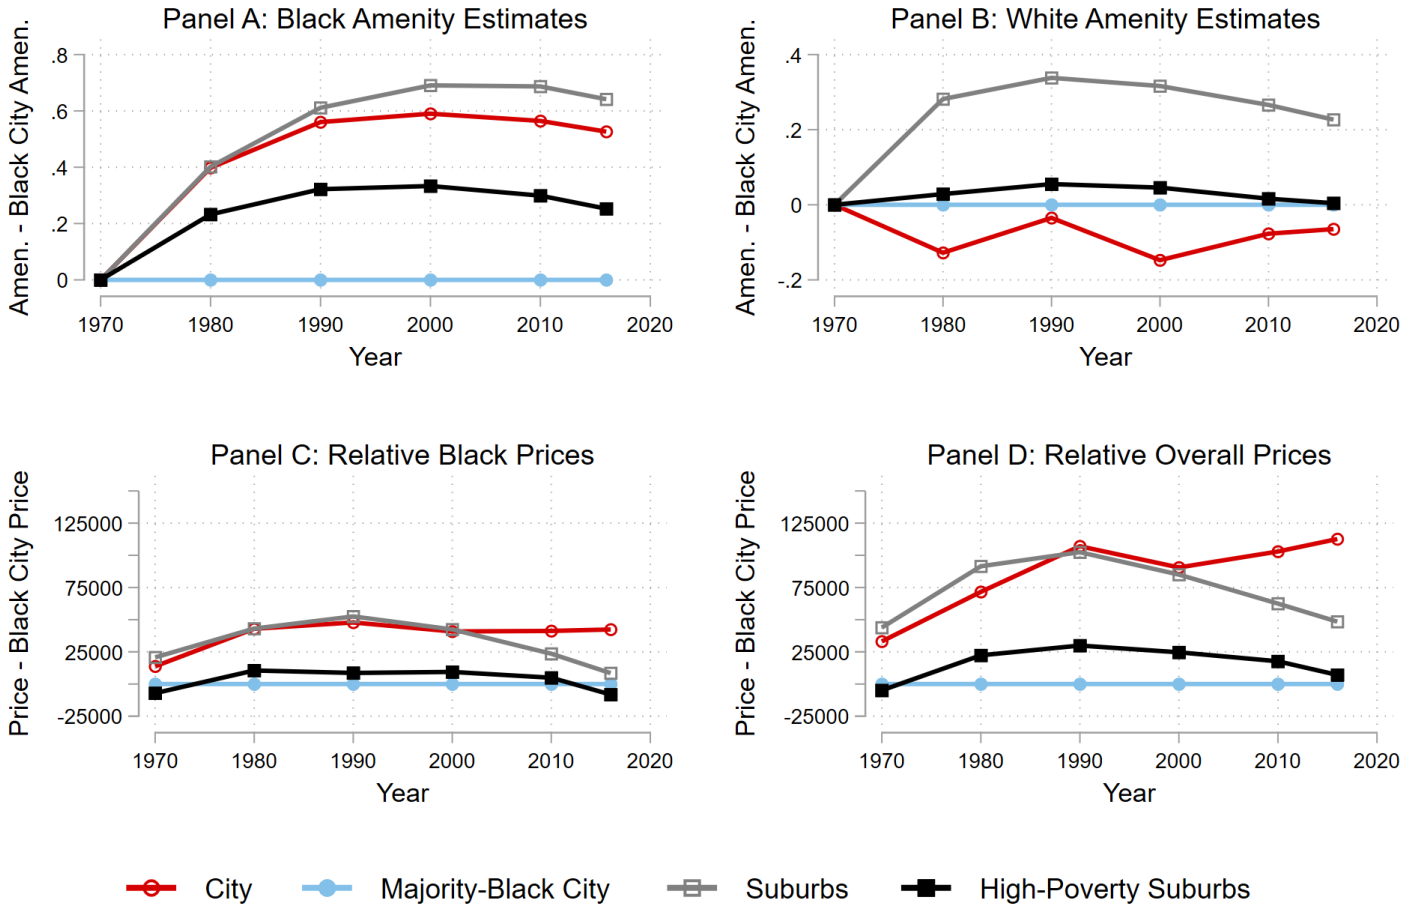 Panel A: Black Amenity Estimates
Amen. - Black City Amen.
.8
.6
.4
.2
0
1970 1980 1990 2000 2010 2020
Year
Panel B: White Amenity Estimates
Amen. - Black City Amen.
.4
.2
0
-.2
1970 1980 1990 2000 2010 2020
Year
Panel C: Relative Black Prices
Price - Black City Price
125000
75000
25000
-25000
1970 1980 1990 2000 2010 2020
Year
Panel D: Relative Overall Prices
Price - Black City Price
125000
75000
25000
-25000
1970 1980 1990 2000 2010 2020
Year
City Majority-Black City Suburbs High-Poverty Suburbs